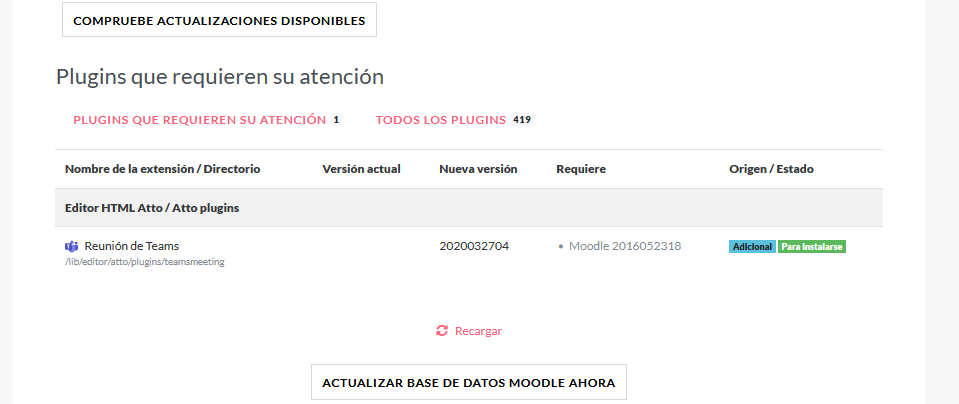 COMPRUEBE ACTUALIZACIONES DISPONIBLES
Plugins que requieren su atención
PLUGINS QUE REQUIEREN SU ATENCIÓN 1 TODOS LOS PLUGINS 419
Nombre de la extensión / Directorio Versión actual Nueva versión Requiere Origen / Estado
Editor HTML Atto / Atto plugins
Reunión de Teams 2020032704 • Moodle 2016052318 Adicional Para Instalarse
/lib/editor/atto/plugins/teamsmeeting
Recargar
ACTUALIZAR BASE DE DATOS MOODLE AHORA